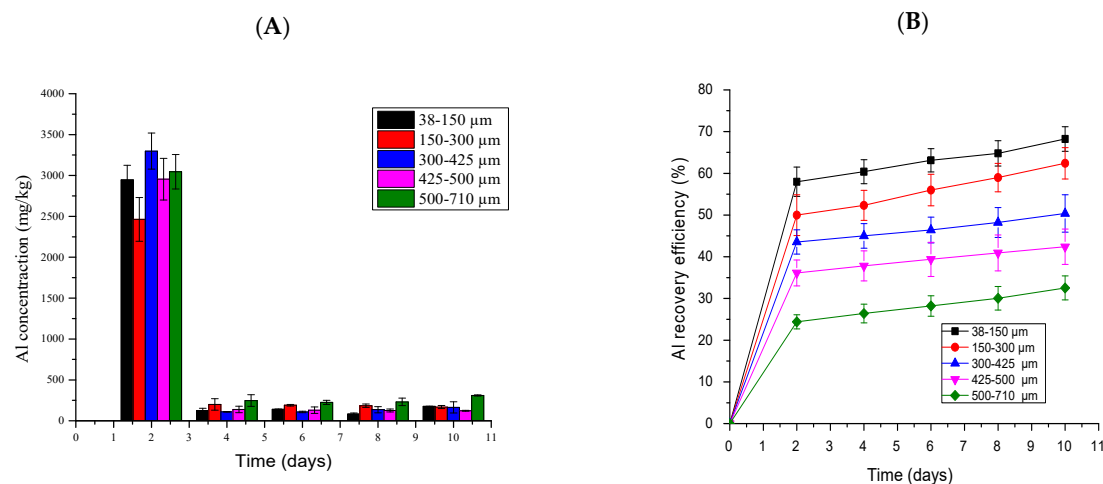 (A)
Al concentraction (mg/kg)
4000
3500
3000
2500
2000
1500
1000
500
0
0 1 2 3 4 5 6 7 8 9 10 11
Time (days)
38-150 µm
150-300 µm
300-425 µm
425-500 µm
500-710 µm
(B)
Al recovery efficiency (%)
80
70
60
50
40
30
20
10
0
0 1 2 3 4 5 6 7 8 9 10 11
Time (days)
38-150 µm
150-300 µm
300-425 µm
425-500 µm
500-710 µm